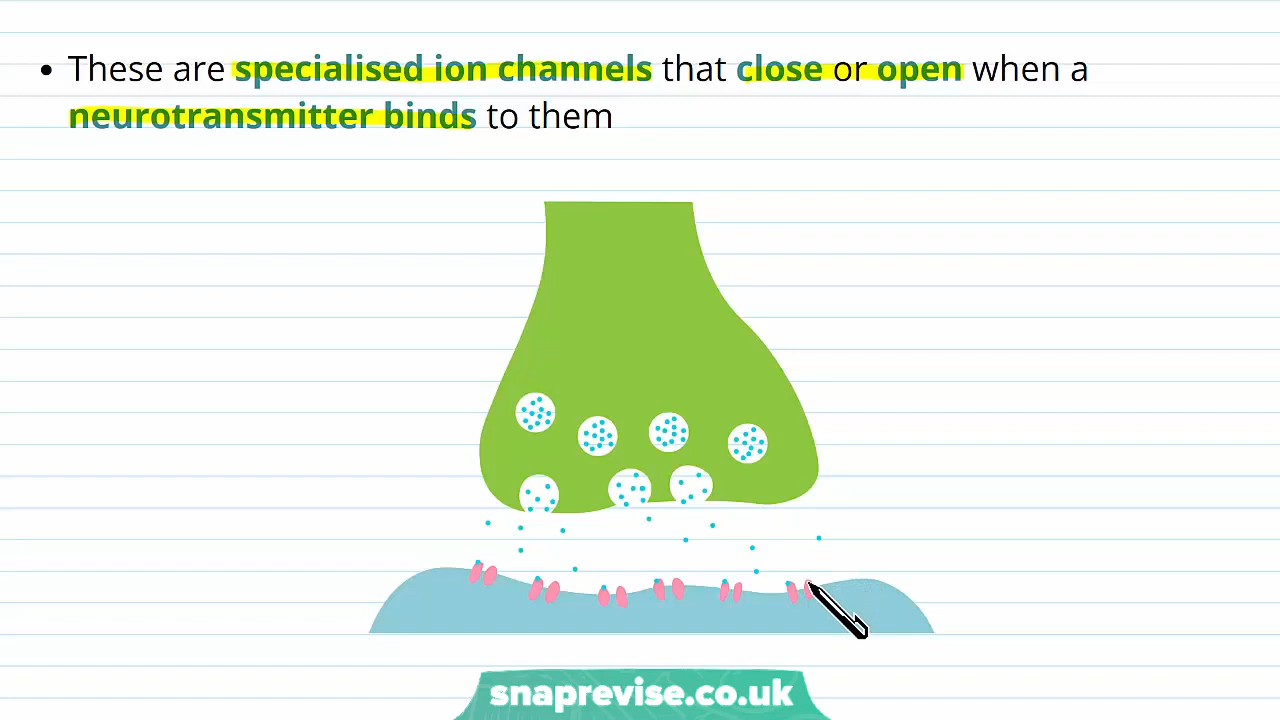 • These are specialised ion channels that close or open when a
neurotransmitter binds to them
snaprevise.co.uk